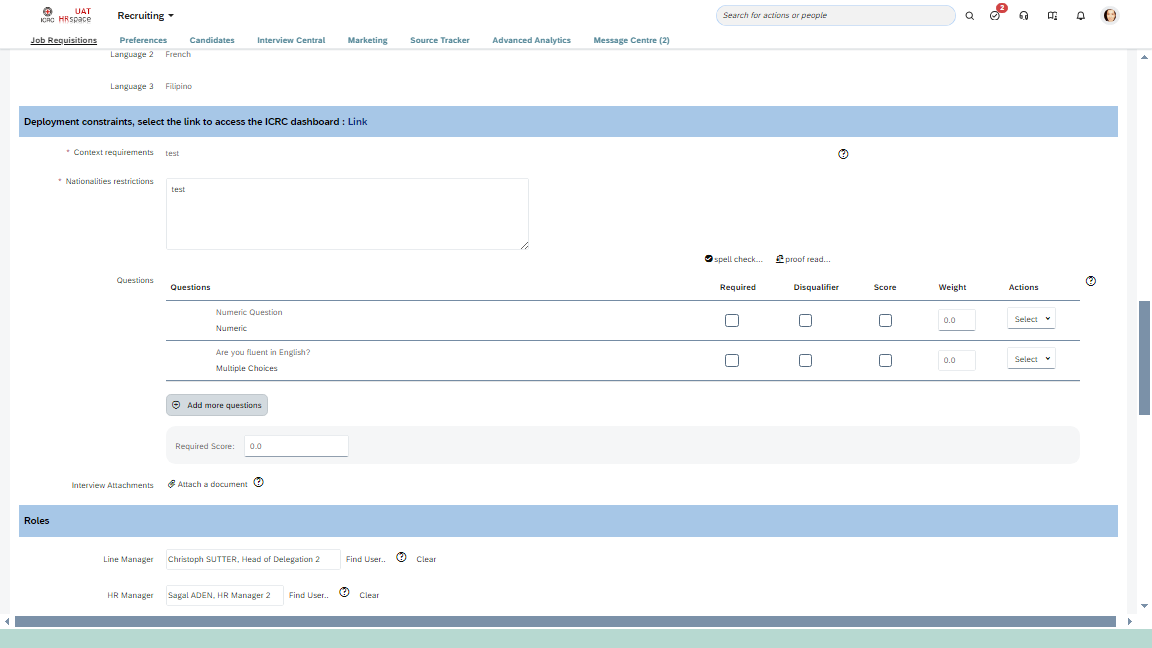 ICRC UAT HRspace
Recruiting
Search for actions or people
2
Job Requisitions Preferences Candidates Interview Central Marketing Source Tracker Advanced Analytics Message Centre (2)
Language 2 French
Language 3 Filipino
Deployment constraints, select the link to access the ICRC dashboard : Link
* Context requirements test
* Nationalities restrictions test
spell check... proof read...
Questions
Questions Required Disqualifier Score Weight Actions
Numeric Question
Numeric 0.0 Select
Are you fluent in English?
Multiple Choices 0.0 Select
Add more questions
Required Score: 0.0
Interview Attachments Attach a document
Roles
Line Manager Christoph SUTTER, Head of Delegation 2 Find User.. Clear
HR Manager Sagal ADEN, HR Manager 2 Find User.. Clear